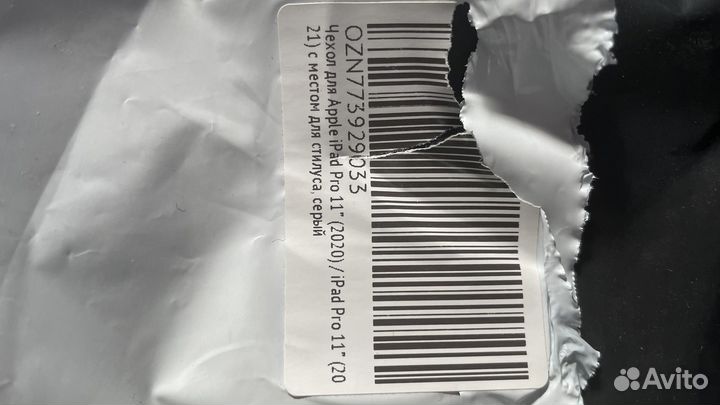 OZN773929033
Чехол для Apple iPad Pro 11" (2020) / iPad Pro 11" (20
21) с местом для стилуса, серый
Avito